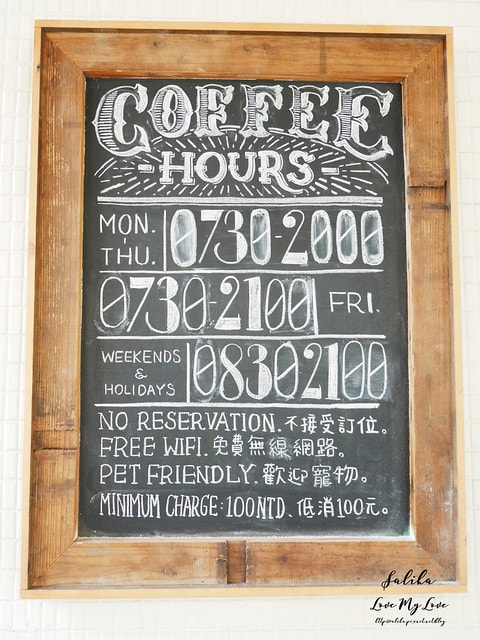 COFFEE
-HOURS-
MON.
-
THU.
0730-2000
0730-2100
FRI.
WEEKENDS
&
HOLIDAYS
08302100
NO RESERVATION.不接受訂位。
FREE WIFI.免費無線網路。
PET FRIENDLY.歡迎寵物。
MINIMUM CHARGE:100NTD、低消100元。
Salika
Love My Love